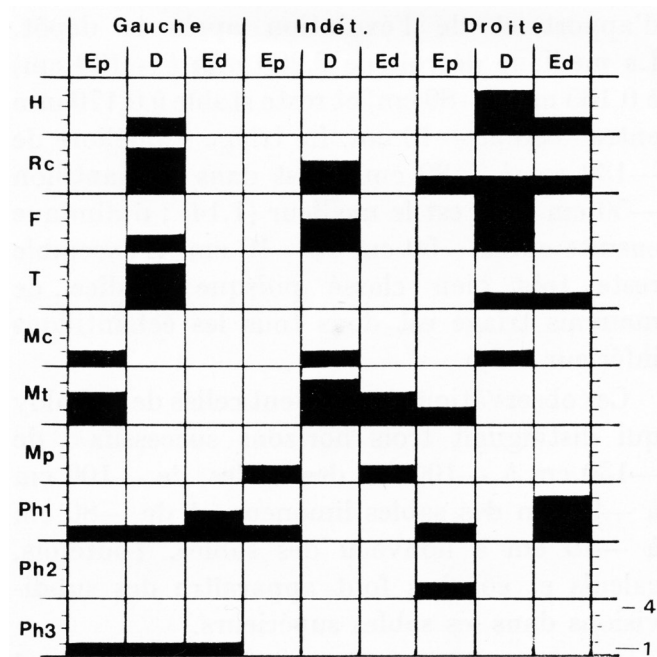 Gauche Indét. Droite
Ep D Ed Ep D Ed Ep D Ed
H
Rc
F
T
Mc
Mt
Mp
Ph1
Ph2
4
Ph3
1